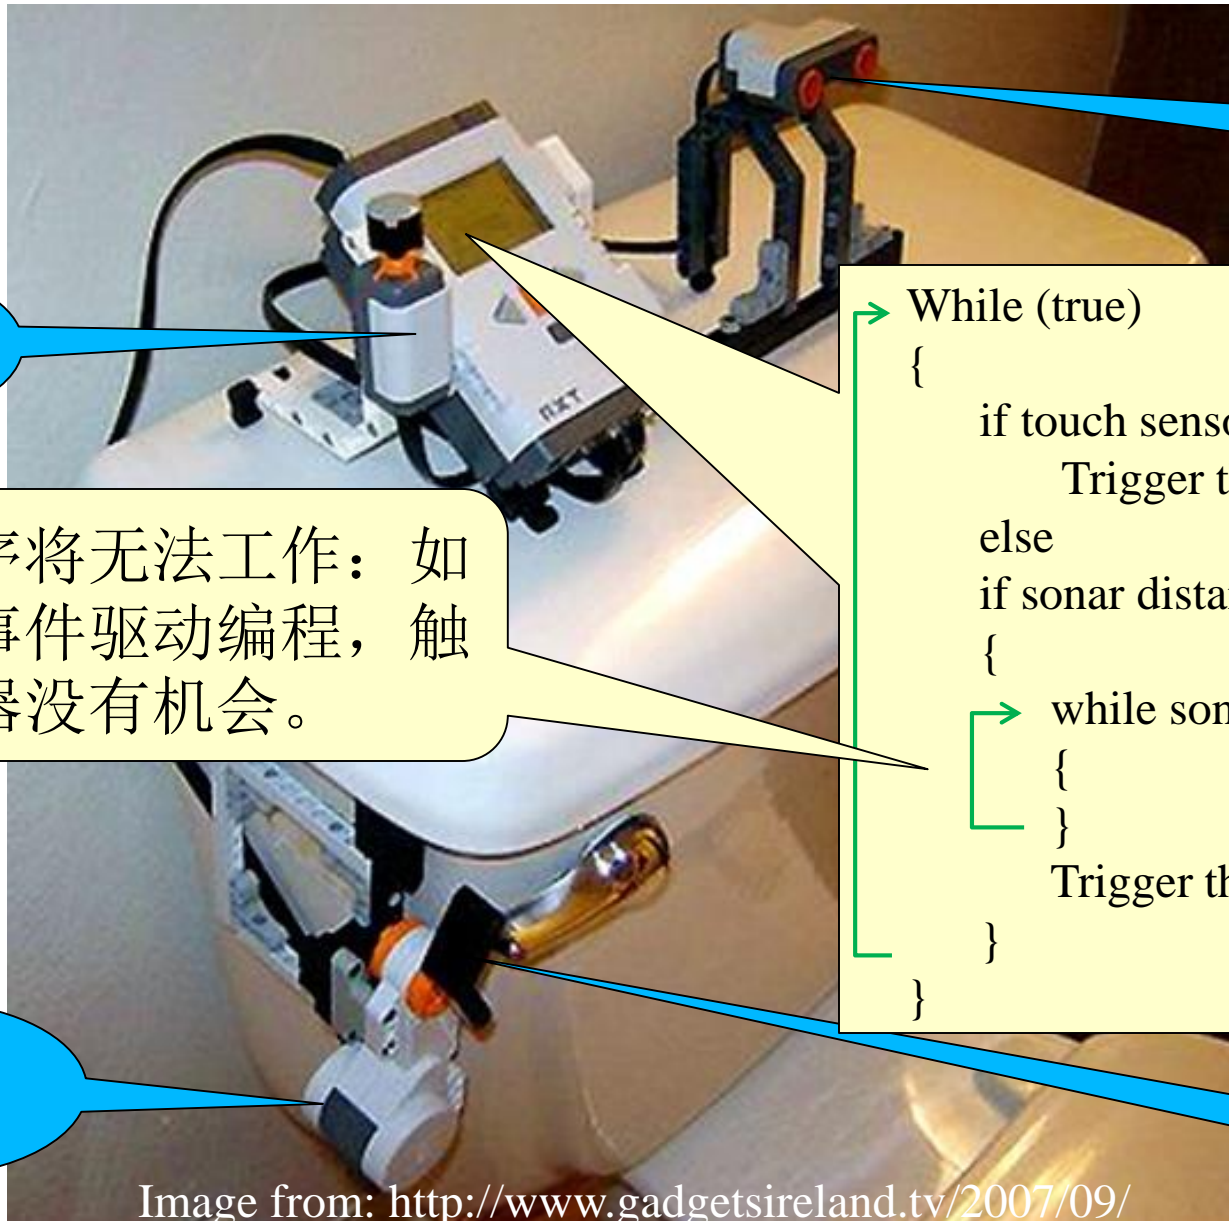 NXT
While (true)
{
if touch senso
Trigger t
else
if sonar dista
{
while son
{
}
Trigger th
}
}
序将无法工作：如
事件驱动编程，触
器没有机会。
Image from: http://www.gadgetsireland.tv/2007/09/